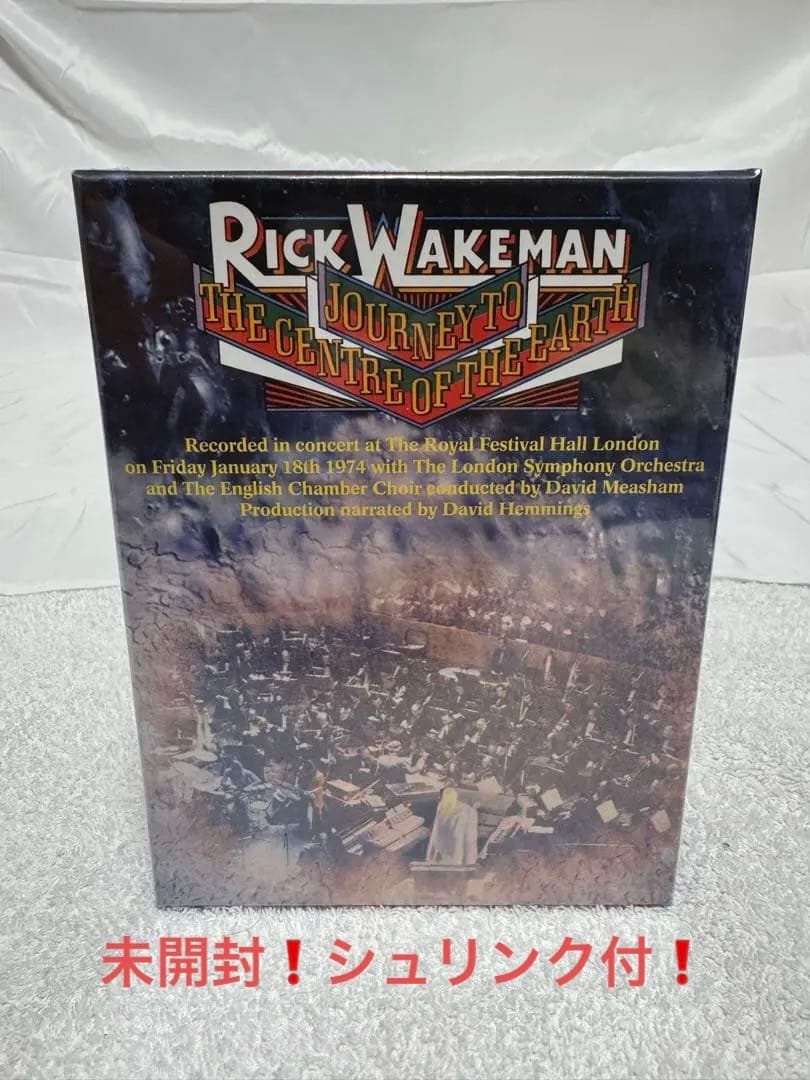 RICK WAKEMAN
JOURNEY TO
THE CENTRE OF THE EARTH
Recorded in concert at The Royal Festival Hall London
on Friday January 18th 1974 with The London Symphony Orchestra
and The English Chamber Choir conducted by David Measham
Production narrated by David Hemmings
未開封❗シュリンク付❗